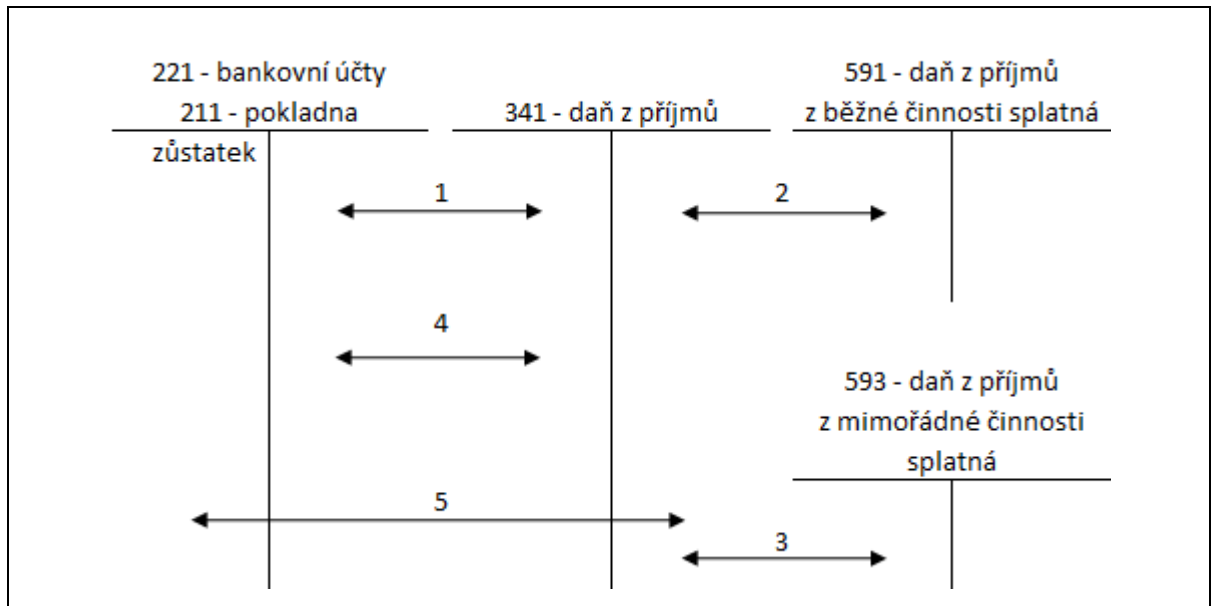 221 - bankovní účty
211 - pokladna
341 - daň z příjmů
591 - daň z příjmů
z běžné činnosti splatná
zůstatek
1
2
4
593 - daň z příjmů
z mimořádné činnosti
splatná
5
3